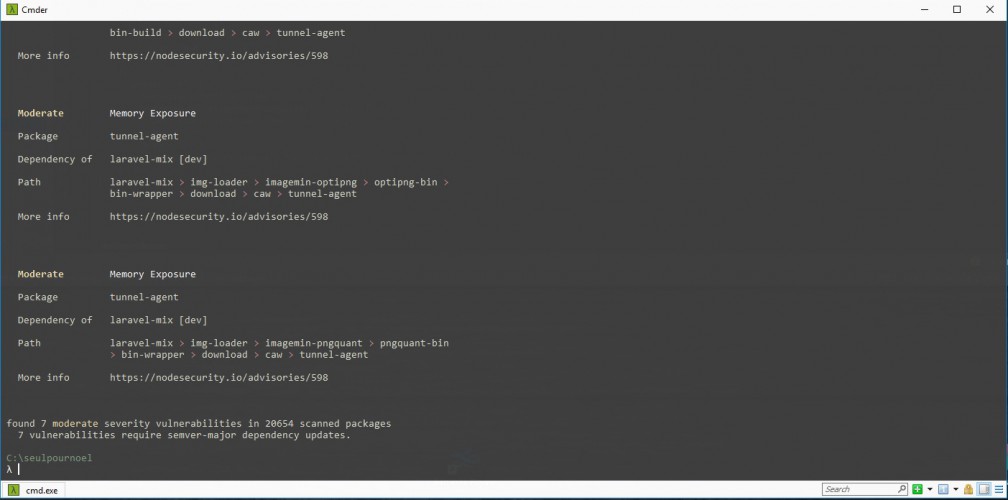 Cmder
bin-build > download > caw > tunnel-agent
More info https://nodesecurity.io/advisories/598
Moderate Memory Exposure
Package tunnel-agent
Dependency of laravel-mix [dev]
Path laravel-mix > img-loader > imagemin-optipng > optipng-bin >
bin-wrapper > download > caw > tunnel-agent
More info https://nodesecurity.io/advisories/598
Moderate Memory Exposure
Package tunnel-agent
Dependency of laravel-mix [dev]
Path laravel-mix > img-loader > imagemin-pngquant > pngquant-bin
> bin-wrapper > download > caw > tunnel-agent
More info https://nodesecurity.io/advisories/598
found 7 moderate severity vulnerabilities in 20654 scanned packages
7 vulnerabilities require semver-major dependency updates.
C:\seulpournoel
λ
cmd.exe Search